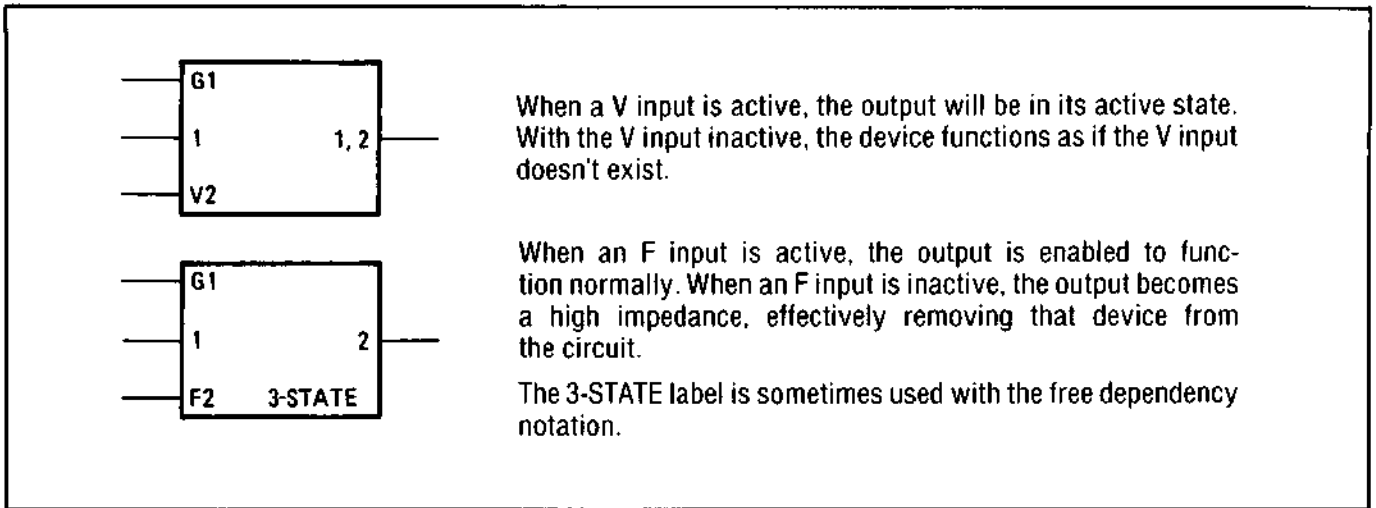 G1
1 1, 2
V2
When a V input is active, the output will be in its active state.
With the V input inactive, the device functions as if the V input
doesn't exist.
G1
1 2
F2 3-STATE
When an F input is active, the output is enabled to func-
tion normally. When an F input is inactive, the output becomes
a high impedance, effectively removing that device from
the circuit.
The 3-STATE label is sometimes used with the free dependency
notation.